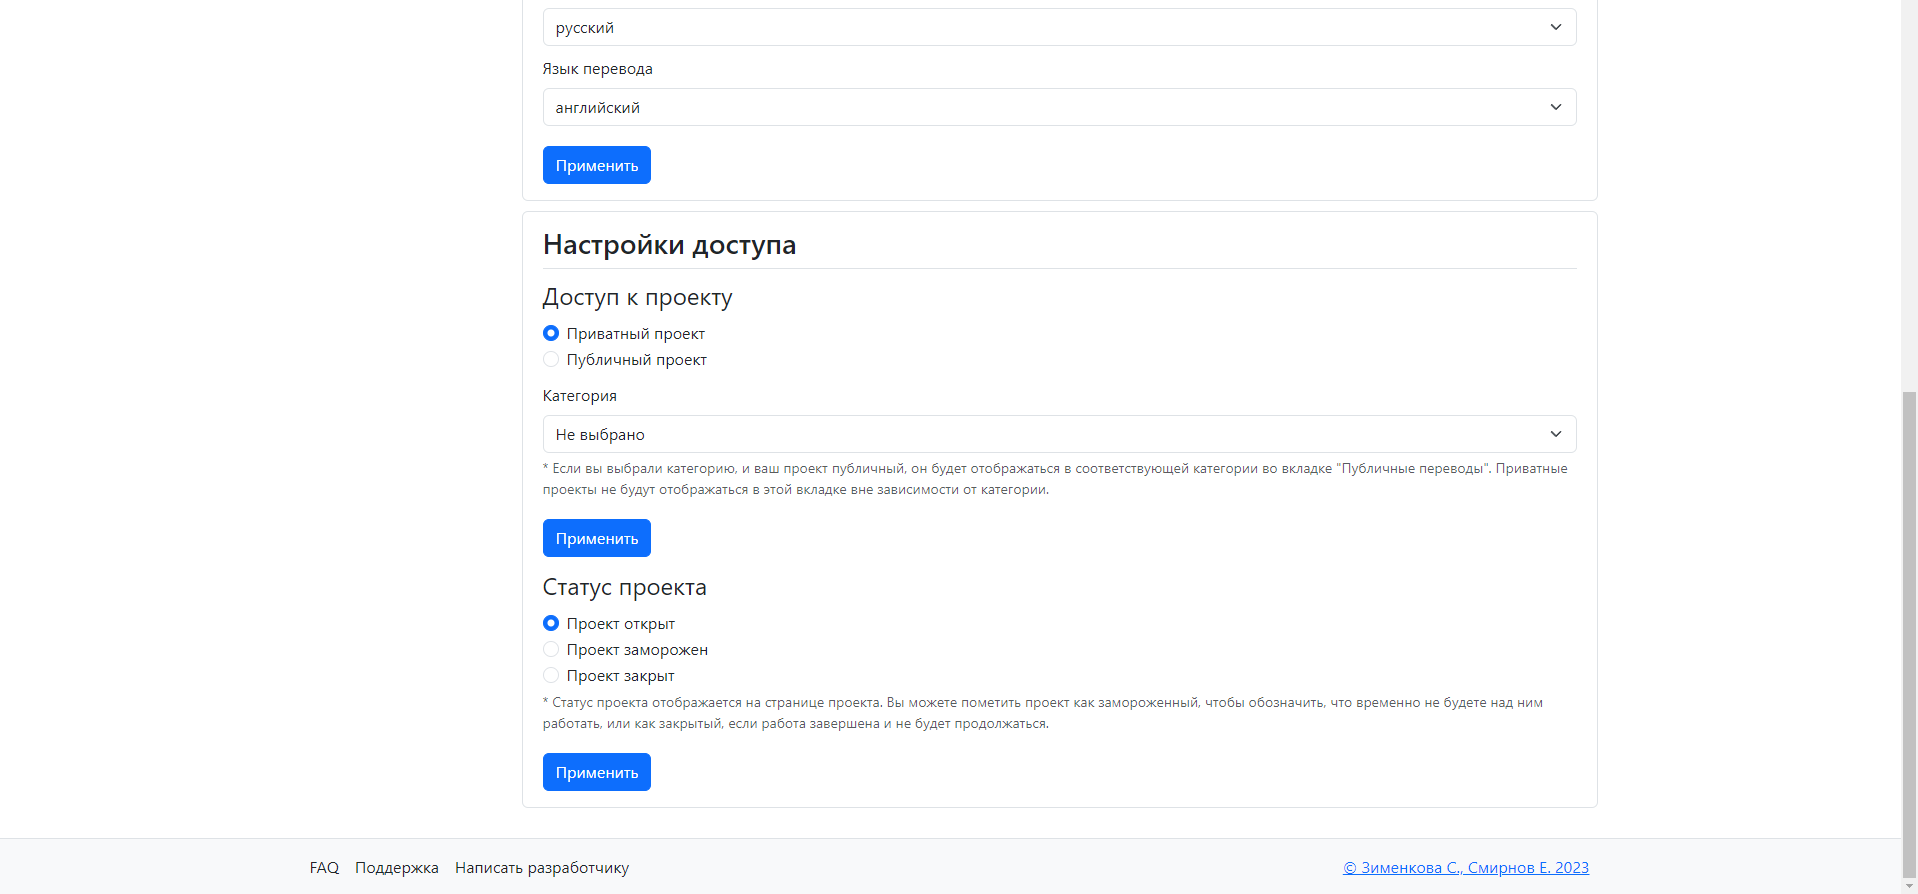 русский
Язык перевода
английский
Применить
Настройки доступа
Доступ к проекту
Приватный проект
Публичный проект
Категория
Не выбрано
* Если вы выбрали категорию, и ваш проект публичный, он будет отображаться в соответствующей категории во вкладке "Публичные переводы". Приватные
проекты не будут отображаться в этой вкладке вне зависимости от категории.
Применить
Статус проекта
Проект открыт
Проект заморожен
Проект закрыт
* Статус проекта отображается на странице проекта. Вы можете пометить проект как замороженный, чтобы обозначить, что временно не будете над ним
работать, или как закрытый, если работа завершена и не будет продолжаться.
Применить
FAQ Поддержка Написать разработчику © Зименкова С., Смирнов Е. 2023